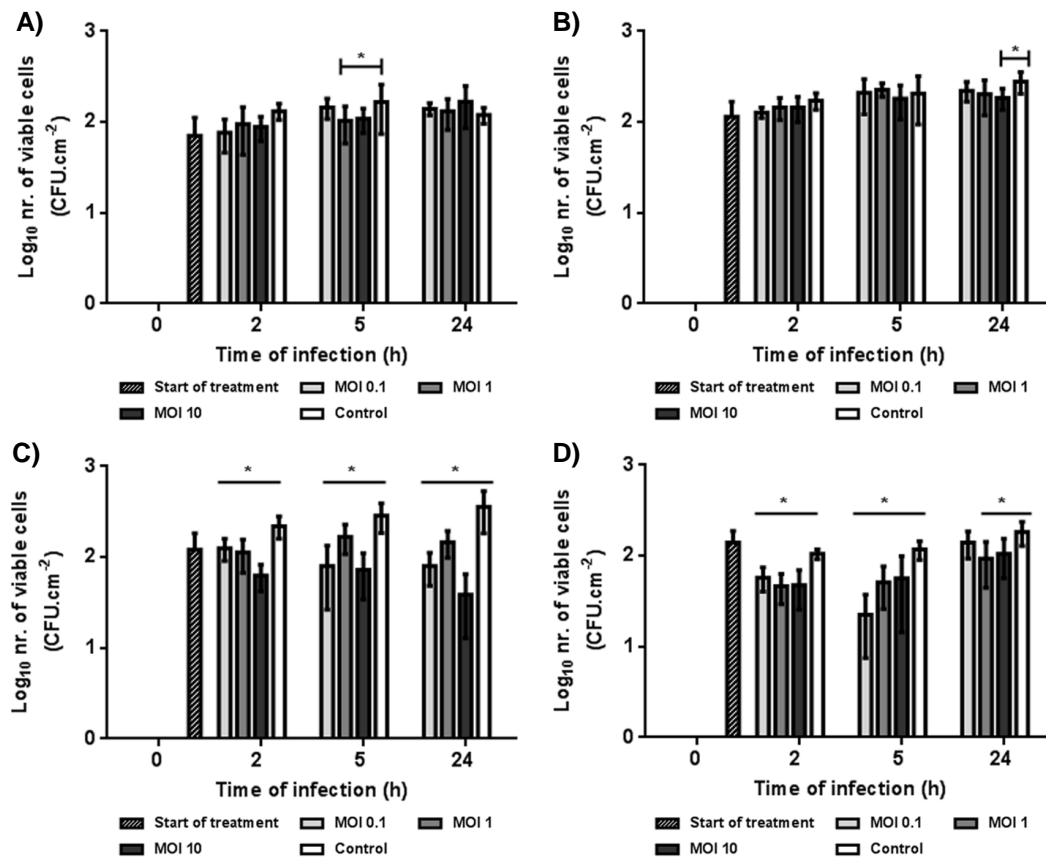 A)
3
2
1
0
Log₁₀ nr. of viable cells
(CFU.cm⁻²)
*
0 2 5 24
Time of infection (h)
Start of treatment MOI 0.1 MOI 1
MOI 10 Control
B)
3
2
1
0
Log₁₀ nr. of viable cells
(CFU.cm⁻²)
*
0 2 5 24
Time of infection (h)
Start of treatment MOI 0.1 MOI 1
MOI 10 Control
C)
3
2
1
0
Log₁₀ nr. of viable cells
(CFU.cm⁻²)
* * *
0 2 5 24
Time of infection (h)
Start of treatment MOI 0.1 MOI 1
MOI 10 Control
D)
3
2
1
0
Log₁₀ nr. of viable cells
(CFU.cm⁻²)
* * *
0 2 5 24
Time of infection (h)
Start of treatment MOI 0.1 MOI 1
MOI 10 Control